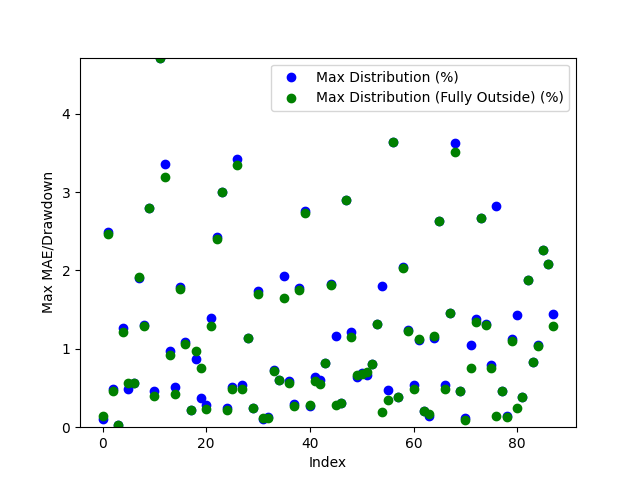 Max Distribution (%)
Max Distribution (Fully Outside) (%)
Max MAE/Drawdown
4
3
2
1
0
0 20 40 60 80
Index